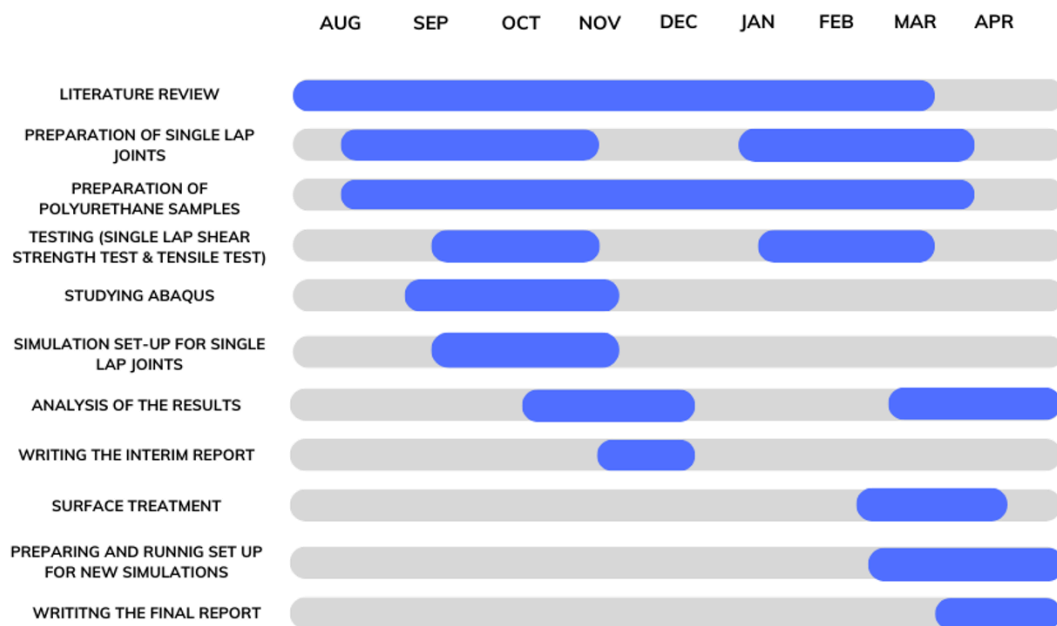 AUG SEP OCT NOV DEC JAN FEB MAR APR
LITERATURE REVIEW
PREPARATION OF SINGLE LAP
JOINTS
PREPARATION OF
POLYURETHANE SAMPLES
TESTING (SINGLE LAP SHEAR
STRENGTH TEST & TENSILE TEST)
STUDYING ABAQUS
SIMULATION SET-UP FOR SINGLE
LAP JOINTS
ANALYSIS OF THE RESULTS
WRITING THE INTERIM REPORT
SURFACE TREATMENT
PREPARING AND RUNNIG SET UP
FOR NEW SIMULATIONS
WRITITNG THE FINAL REPORT